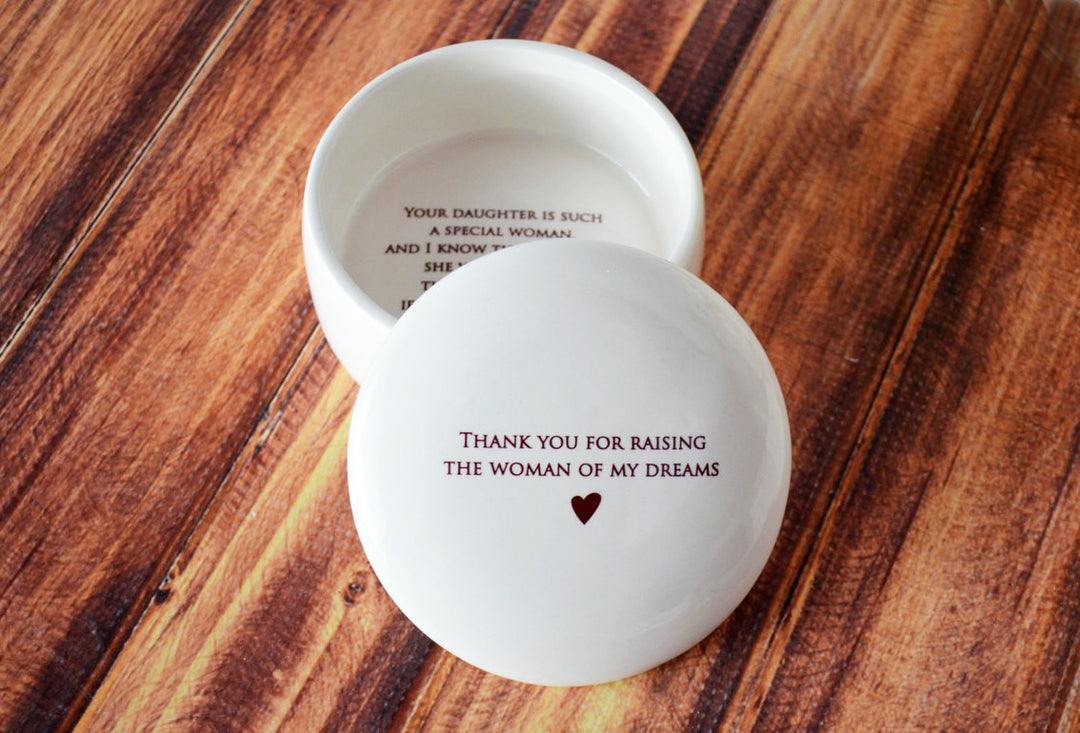 Your daughter is such
a special woman,
and I know
she
Thank you for raising
the woman of my dreams